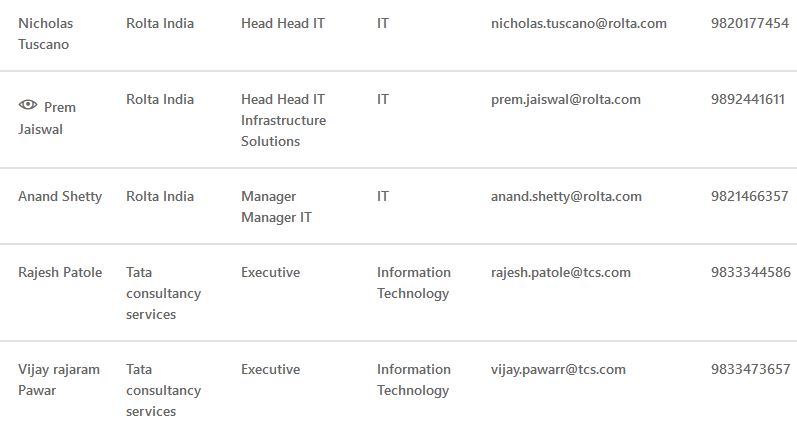 Nicholas Tuscano Rolta India Head Head IT IT nicholas.tuscano@rolta.com 9820177454
Prem Jaiswal Rolta India Head Head IT Infrastructure Solutions IT prem.jaiswal@rolta.com 9892441611
Anand Shetty Rolta India Manager Manager IT IT anand.shetty@rolta.com 9821466357
Rajesh Patole Tata consultancy services Executive Information Technology rajesh.patole@tcs.com 9833344586
Vijay rajaram Pawar Tata consultancy services Executive Information Technology vijay.pawarr@tcs.com 9833473657